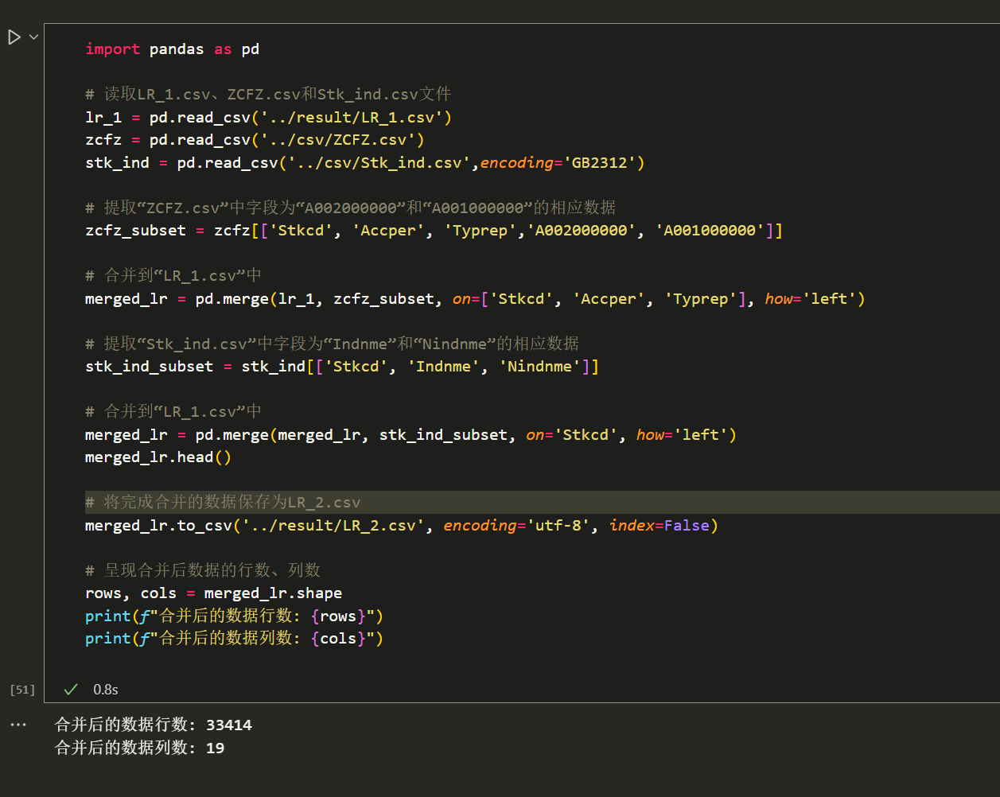 import pandas as pd
# 读取LR_1.csv、ZCFZ.csv和Stk_ind.csv文件
lr_1 = pd.read_csv('../result/LR_1.csv')
zcfz = pd.read_csv('../csv/ZCFZ.csv')
stk_ind = pd.read_csv('../csv/Stk_ind.csv',encoding='GB2312')
# 提取“ZCFZ.csv”中字段为“A002000000”和“A001000000”的相应数据
zcfz_subset = zcfz[['Stkcd', 'Accper', 'Typrep','A002000000', 'A001000000']]
# 合并到“LR_1.csv”中
merged_lr = pd.merge(lr_1, zcfz_subset, on=['Stkcd', 'Accper', 'Typrep'], how='left')
# 提取“Stk_ind.csv”中字段为“Indnme”和“Nindnme”的相应数据
stk_ind_subset = stk_ind[['Stkcd', 'Indnme', 'Nindnme']]
# 合并到“LR_1.csv”中
merged_lr = pd.merge(merged_lr, stk_ind_subset, on='Stkcd', how='left')
merged_lr.head()
# 将完成合并的数据保存为LR_2.csv
merged_lr.to_csv('../result/LR_2.csv', encoding='utf-8', index=False)
# 呈现合并后数据的行数、列数
rows, cols = merged_lr.shape
print(f"合并后的数据行数: {rows}")
print(f"合并后的数据列数: {cols}")
[51] 0.8s
合并后的数据行数: 33414
合并后的数据列数: 19